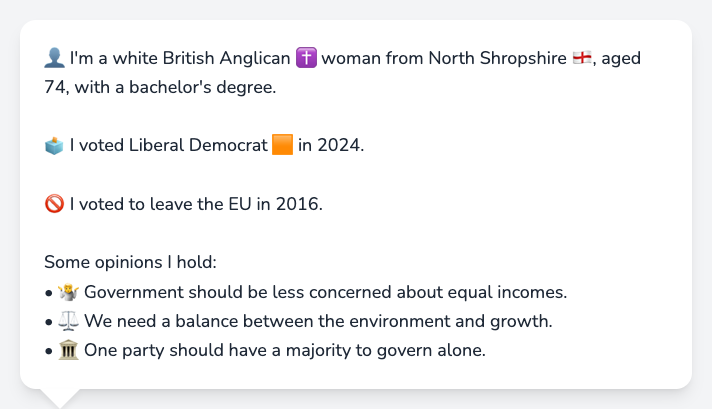 👤 I'm a white British Anglican ✝️ woman from North Shropshire 🏴󠁧󠁢󠁥󠁮󠁧󠁿, aged
74, with a bachelor's degree.
🗳️ I voted Liberal Democrat 🟧 in 2024.
🚫 I voted to leave the EU in 2016.
Some opinions I hold:
• 🤷 Government should be less concerned about equal incomes.
• ⚖️ We need a balance between the environment and growth.
• 🏛️ One party should have a majority to govern alone.